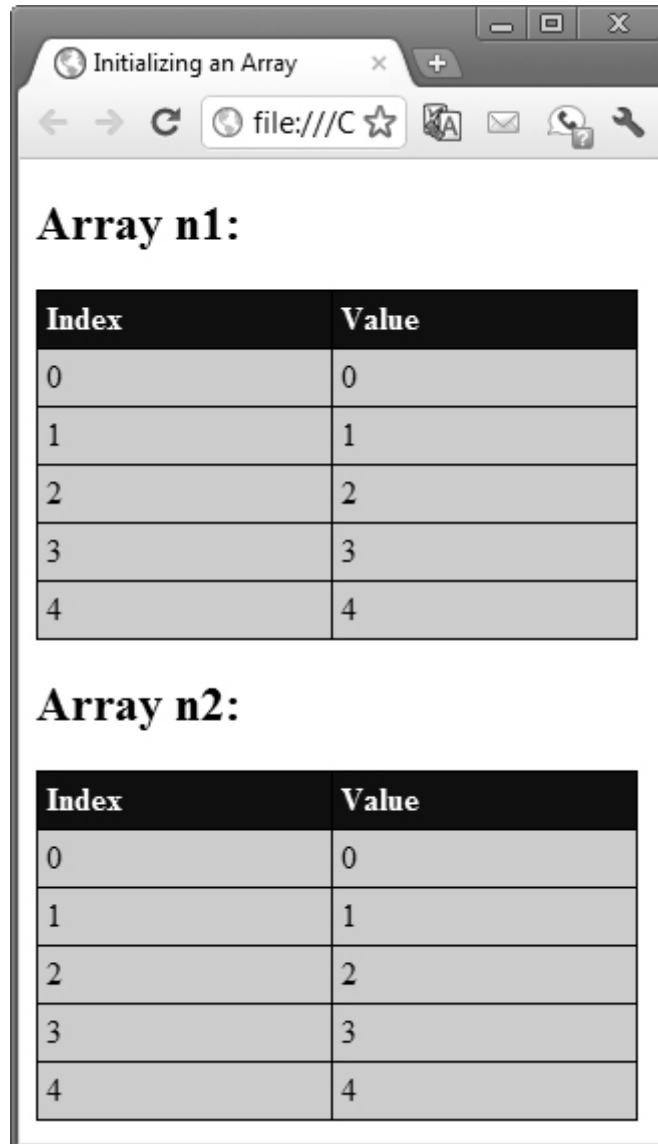 Initializing an Array
file:///C
Array n1:
Index Value
0 0
1 1
2 2
3 3
4 4
Array n2:
Index Value
0 0
1 1
2 2
3 3
4 4